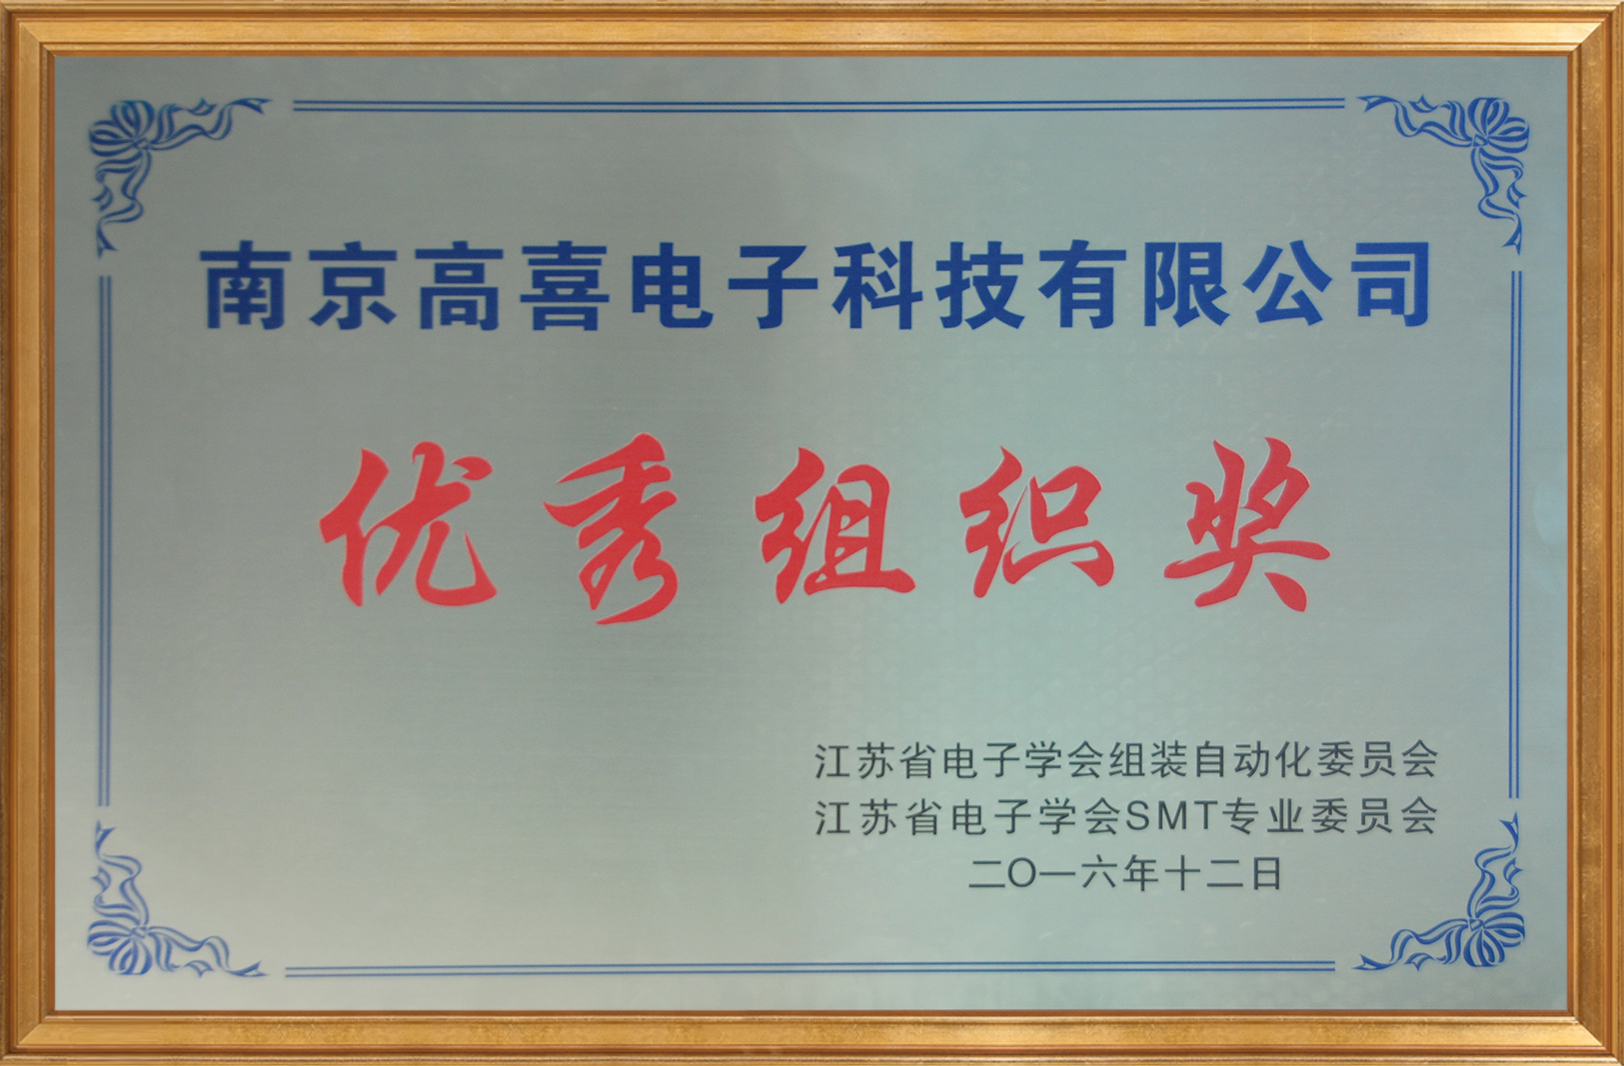 南京高喜电子科技有限公司
优秀组织奖
江苏省电子学会组装自动化委员会
江苏省电子学会SMT专业委员会
二O一六年十二日